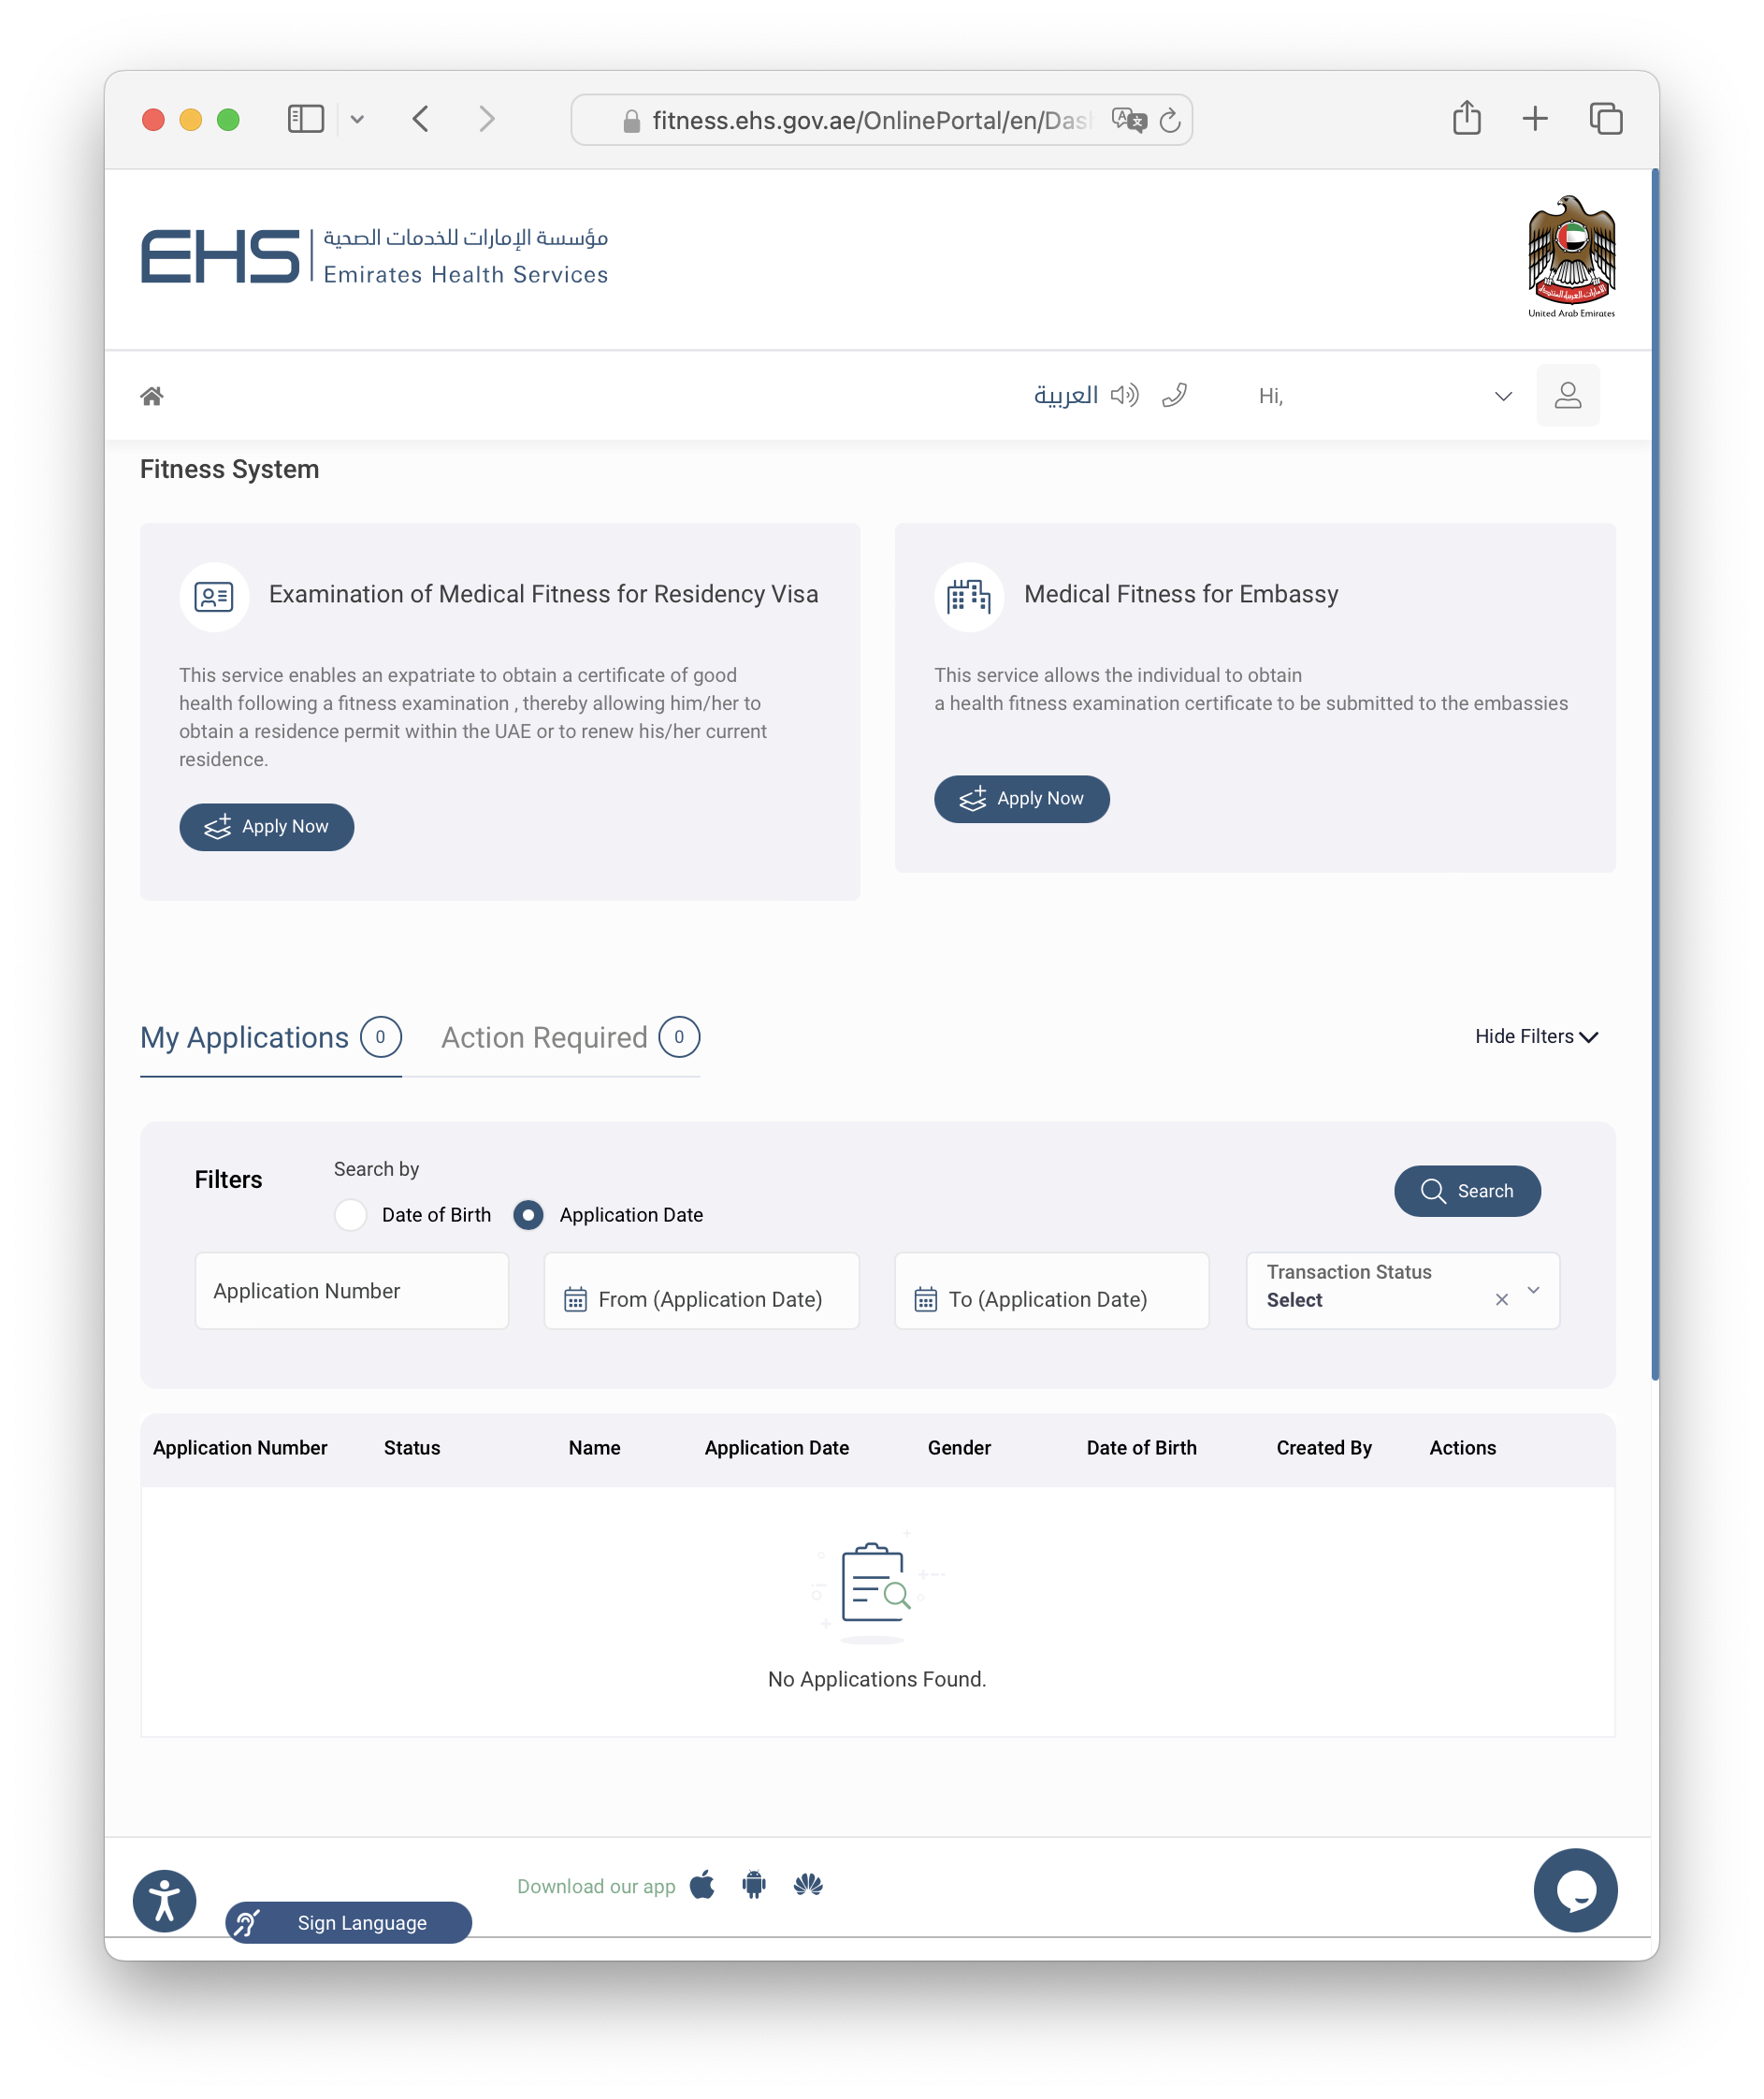 fitness.ehs.gov.ae/OnlinePortal/en/Das
EHS
مؤسسة الإمارات للخدمات الصحية
Emirates Health Services
United Arab Emirates
العربية
Hi,
Fitness System
Examination of Medical Fitness for Residency Visa
This service enables an expatriate to obtain a certificate of good
health following a fitness examination , thereby allowing him/her to
obtain a residence permit within the UAE or to renew his/her current
residence.
Apply Now
Medical Fitness for Embassy
This service allows the individual to obtain
a health fitness examination certificate to be submitted to the embassies
Apply Now
My Applications 0
Action Required 0
Hide Filters
Filters
Search by
Date of Birth
Application Date
Search
Application Number
From (Application Date)
To (Application Date)
Transaction Status
Select
Application Number Status Name Application Date Gender Date of Birth Created By Actions
No Applications Found.
Download our app
Sign Language